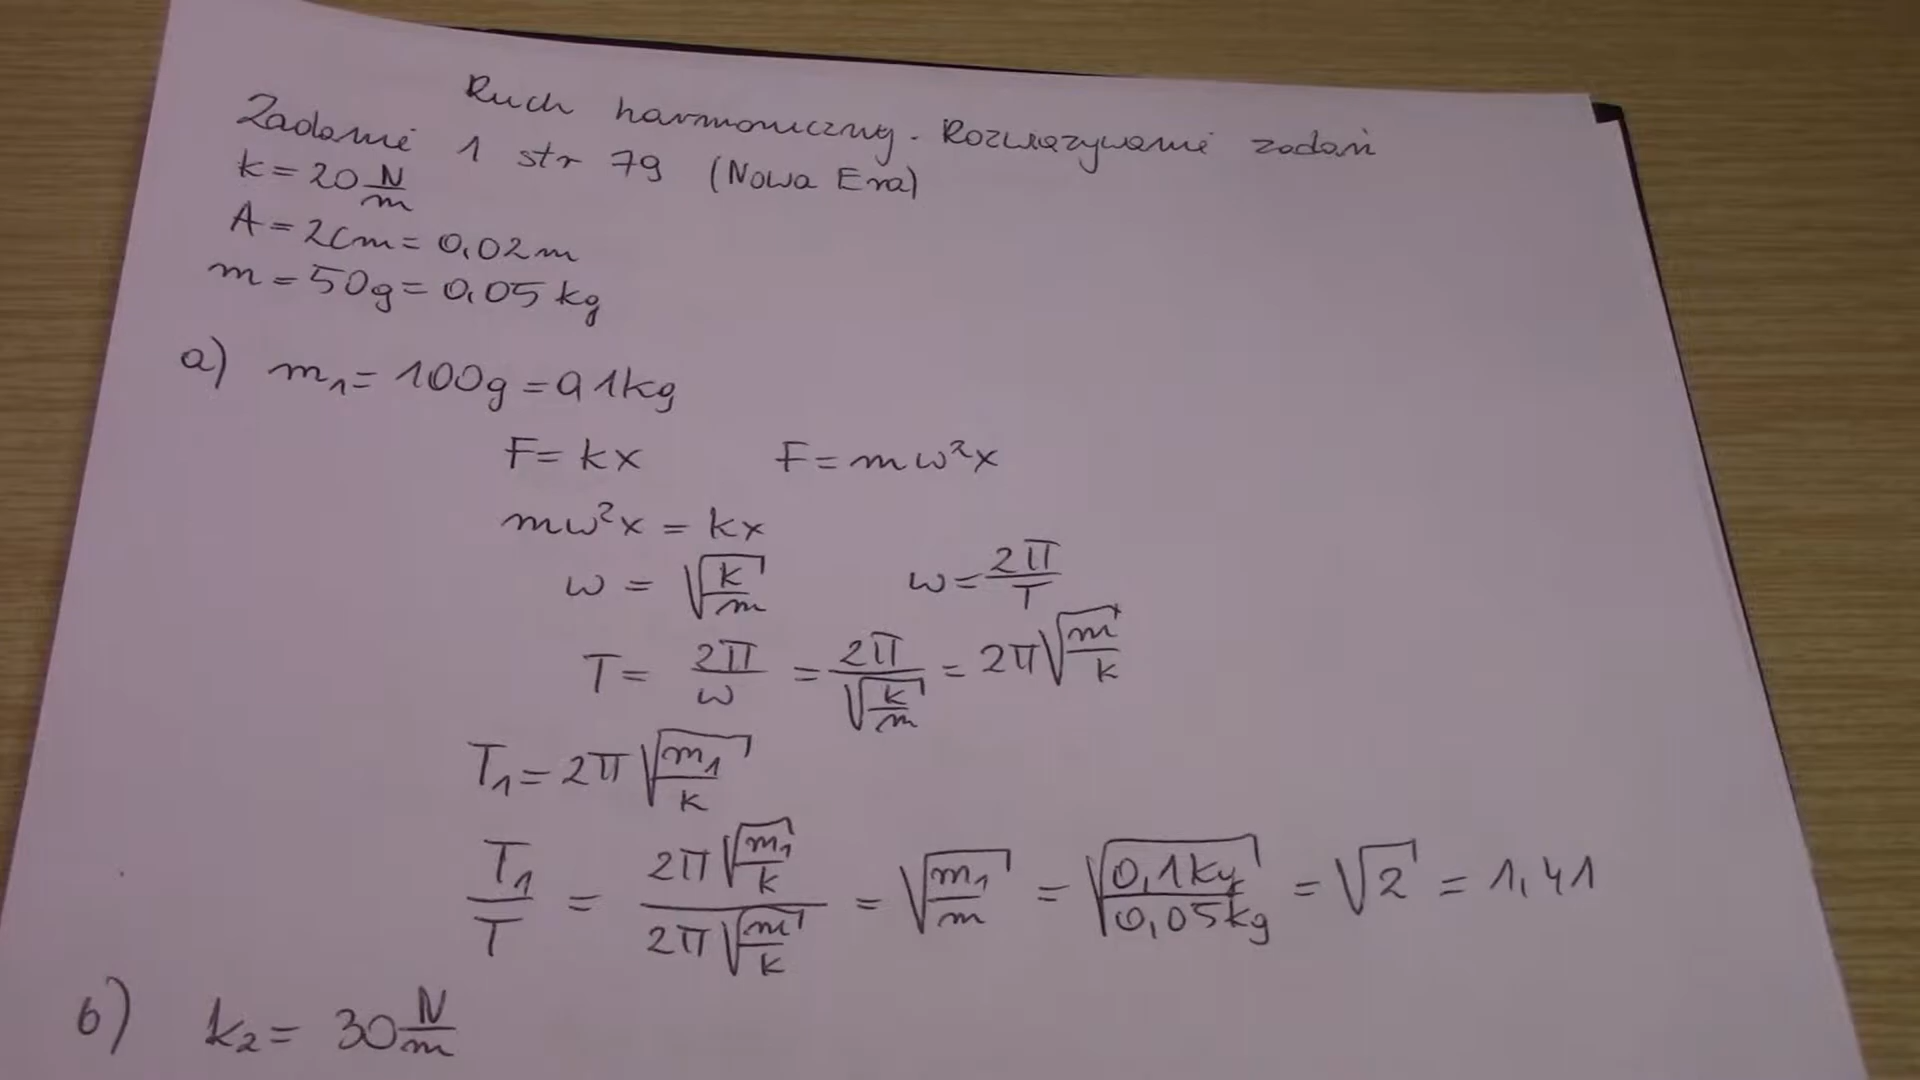 Ruch harmoniczny. Rozwiązywanie zadań
Zadanie 1 str 79 (Nowa Era)
k = 20 N/m
A = 2cm = 0,02m
m = 50g = 0,05 kg
a) m₁ = 100g = 0,1kg
F = kx F = mω²x
mω²x = kx
ω = √(k/m) ω = 2π/T
T = 2π/ω = 2π/√(k/m) = 2π√(m/k)
T₁ = 2π√(m₁/k)
T₁/T = 2π√(m₁/k) / 2π√(m/k) = √(m₁/m) = √(0,1kg/0,05kg) = √2 = 1,41
b) k₂ = 30 N/m